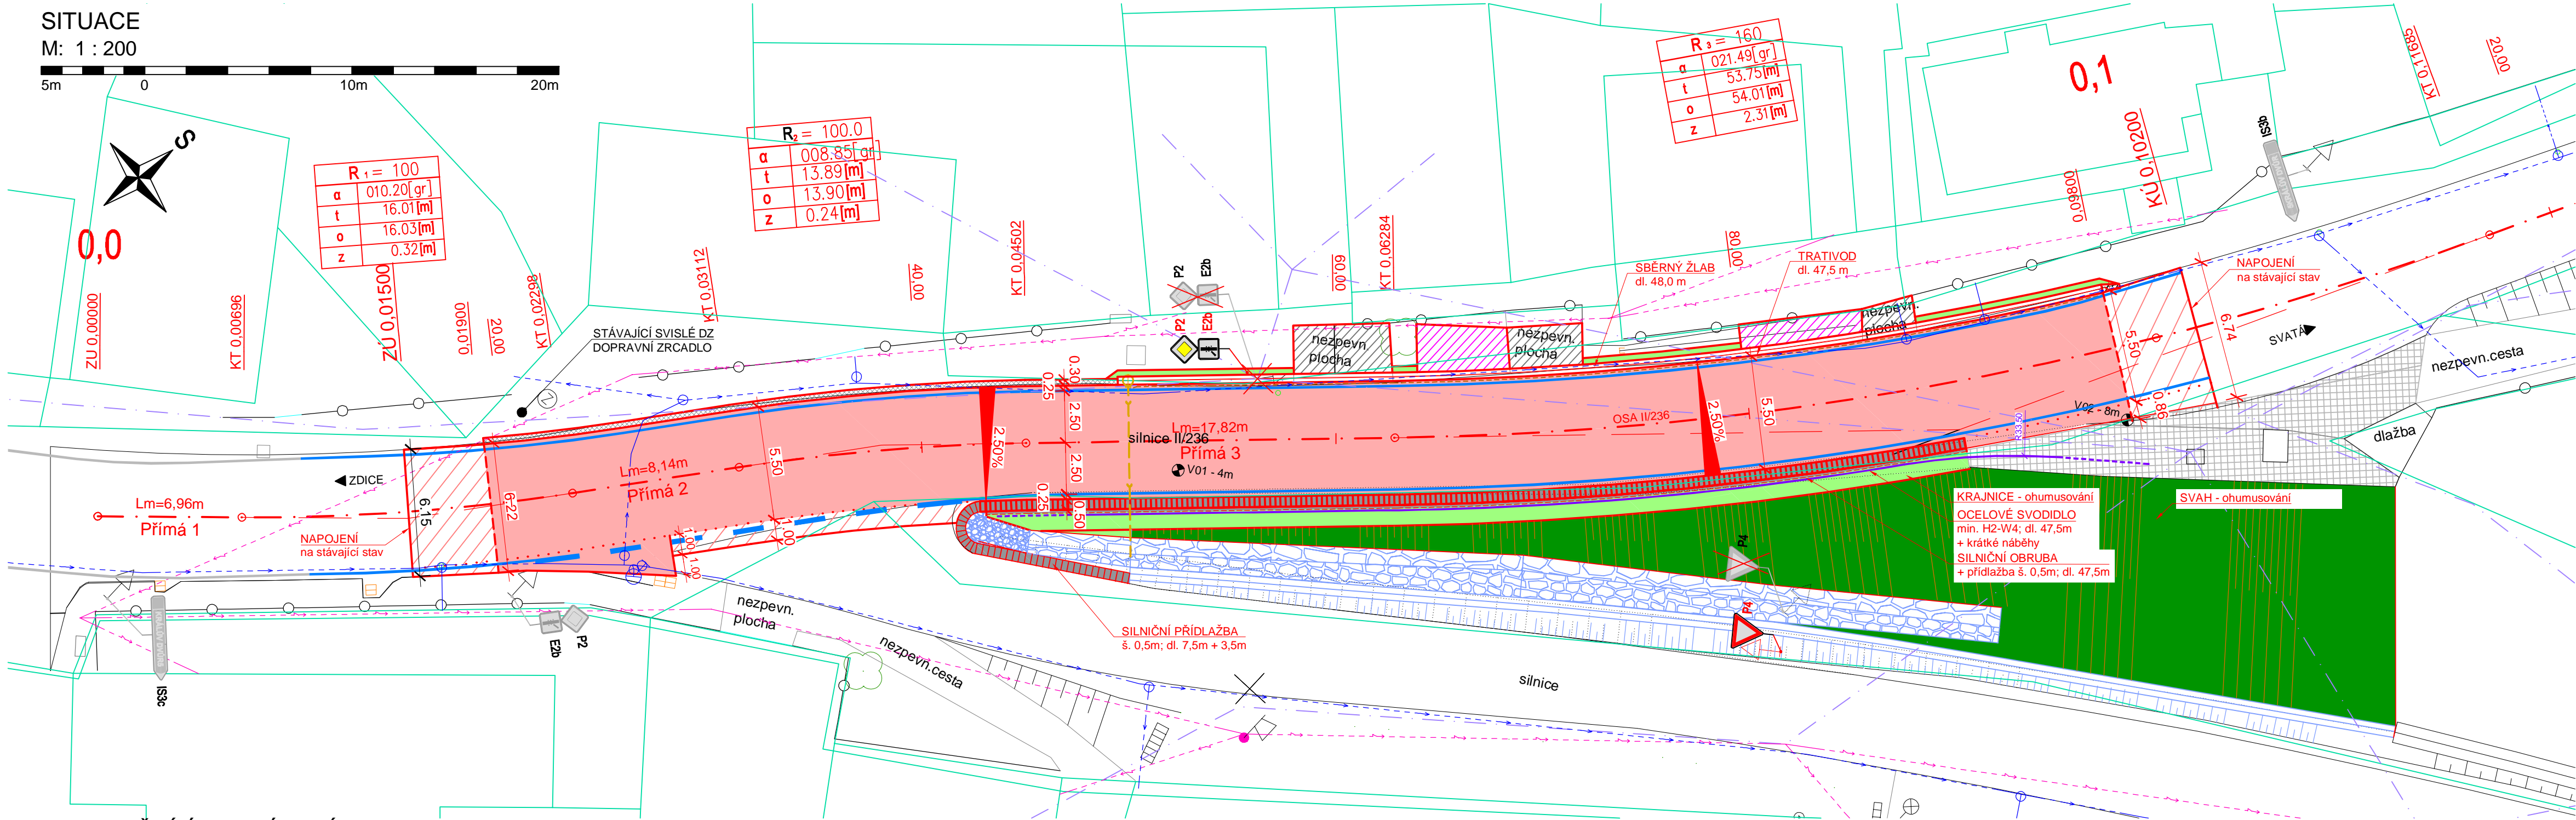 SITUACE
M: 1 : 200
5m 0 10m 20m
S
0,0
R₁ = 100
α 010.20[gr]
t 16.01[m]
o 16.03[m]
z 0.32[m]
R₂ = 100.0
α 008.85[gr]
t 13.89[m]
o 13.90[m]
z 0.24[m]
R₃ = 160
α 021.49[gr]
t 53.75[m]
o 54.01[m]
z 2.31[m]
0,1
ZÚ 0,00000
KT 0,00696
ZÚ 0,01500
0,01900
20,00
KT 0,02298
KT 0,03112
40,00
KT 0,04502
60,00
KT 0,06284
80,00
0,09800
KÚ 0,10200
KT 0,11685
20,00
STÁVAJÍCÍ SVISLÉ DZ
DOPRAVNÍ ZRCADLO
P2
E2b
P2
E2b
nezpevn.
plocha
nezpevn.
plocha
nezpevn.
plocha
SBĚRNÝ ŽLAB
dl. 48,0 m
TRATIVOD
dl. 47,5 m
IS3b
NAPOJENÍ
na stávající stav
SVATÁ
6.74
5.50
0.86
V02 - 8m
nezpevn.cesta
dlažba
ZDICE
Lm=6,96m
Přímá 1
NAPOJENÍ
na stávající stav
6.15
6.22
Lm=8,14m
Přímá 2
5.50
1.00
1.00
1.00
0.30
0.25
2.50
2.50
0.25
0.50
2.50%
silnice II/236
Lm=17,82m
Přímá 3
V01 - 4m
OSA II/236
2.50%
5.50
R33,50
KRAJNICE - ohumusování
OCELOVÉ SVODIDLO
min. H2-W4; dl. 47,5m
+ krátké náběhy
SILNIČNÍ OBRUBA
+ přídlažba š. 0,5m; dl. 47,5m
SVAH - ohumusování
P4
P4
SILNIČNÍ PŘÍDLAŽBA
š. 0,5m; dl. 7,5m + 3,5m
nezpevn.
plocha
nezpevn.cesta
silnice
E2b
P2
IS3c